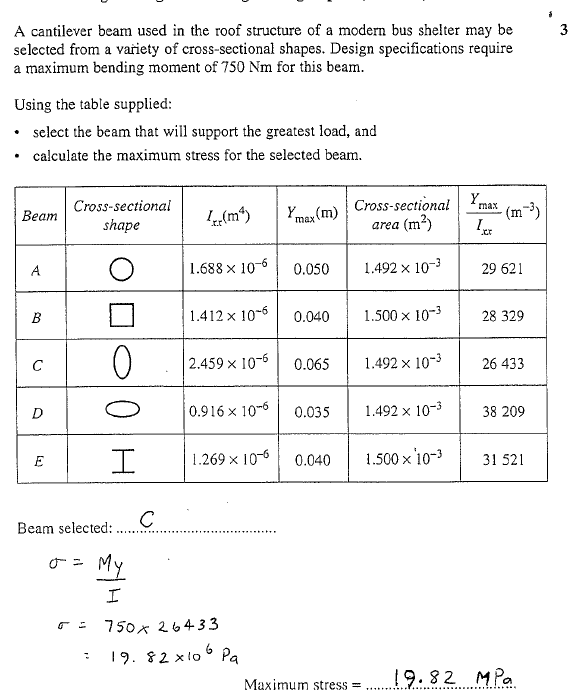 A cantilever beam used in the roof structure of a modern bus shelter may be 3
selected from a variety of cross-sectional shapes. Design specifications require
a maximum bending moment of 750 Nm for this beam.
Using the table supplied:
• select the beam that will support the greatest load, and
• calculate the maximum stress for the selected beam.
Beam Cross-sectional shape I_xx (m⁴) Y_max (m) Cross-sectional area (m²) Y_max / I_xx (m⁻³)
A 1.688 × 10⁻⁶ 0.050 1.492 × 10⁻³ 29 621
B 1.412 × 10⁻⁶ 0.040 1.500 × 10⁻³ 28 329
C 2.459 × 10⁻⁶ 0.065 1.492 × 10⁻³ 26 433
D 0.916 × 10⁻⁶ 0.035 1.492 × 10⁻³ 38 209
E 1.269 × 10⁻⁶ 0.040 1.500 × 10⁻³ 31 521
Beam selected: C
σ = My / I
σ = 750 × 26433
= 19.82 × 10⁶ Pa
Maximum stress = 19.82 MPa